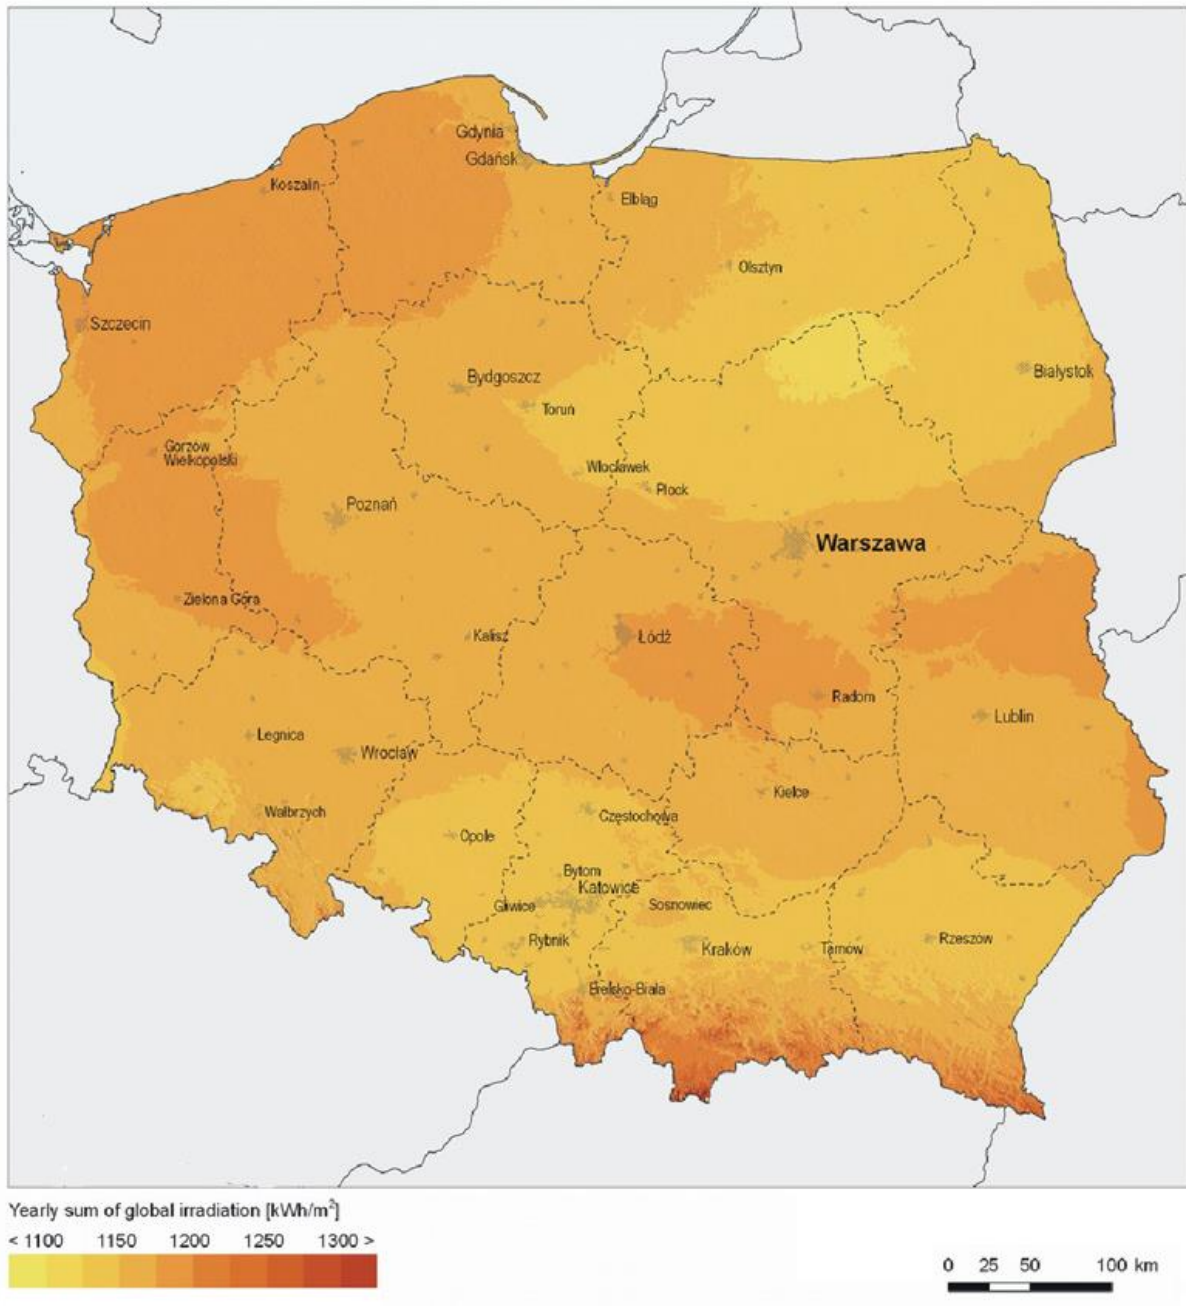 Gdynia
Gdańsk
Koszalin
Elbląg
Olsztyn
Szczecin
Białystok
Bydgoszcz
Toruń
Gorzów
Wielkopolski
Włocławek
Płock
Poznań
Warszawa
Zielona Góra
Kalisz
Łódź
Radom
Lublin
Legnica
Wrocław
Kielce
Wałbrzych
Częstochowa
Opole
Bytom
Katowice
Gliwice
Sosnowiec
Rybnik
Kraków
Tarnów
Rzeszów
Bielsko-Biała
Yearly sum of global irradiation [kWh/m²]
< 1100 1150 1200 1250 1300 >
0 25 50 100 km